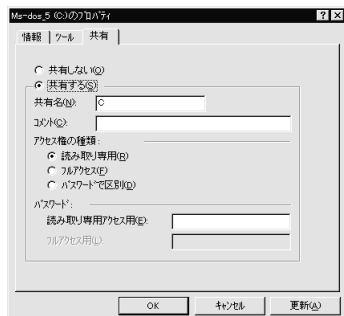 Ms-dos_5 (C:)のプロパティ
情報 ツール 共有
共有しない(O)
共有する(S)
共有名(N): C
コメント(C):
アクセス権の種類:
読み取り専用(R)
フルアクセス(F)
パスワードで区別(D)
パスワード:
読み取り専用アクセス用(E):
フルアクセス用(L):
OK キャンセル 更新(A)